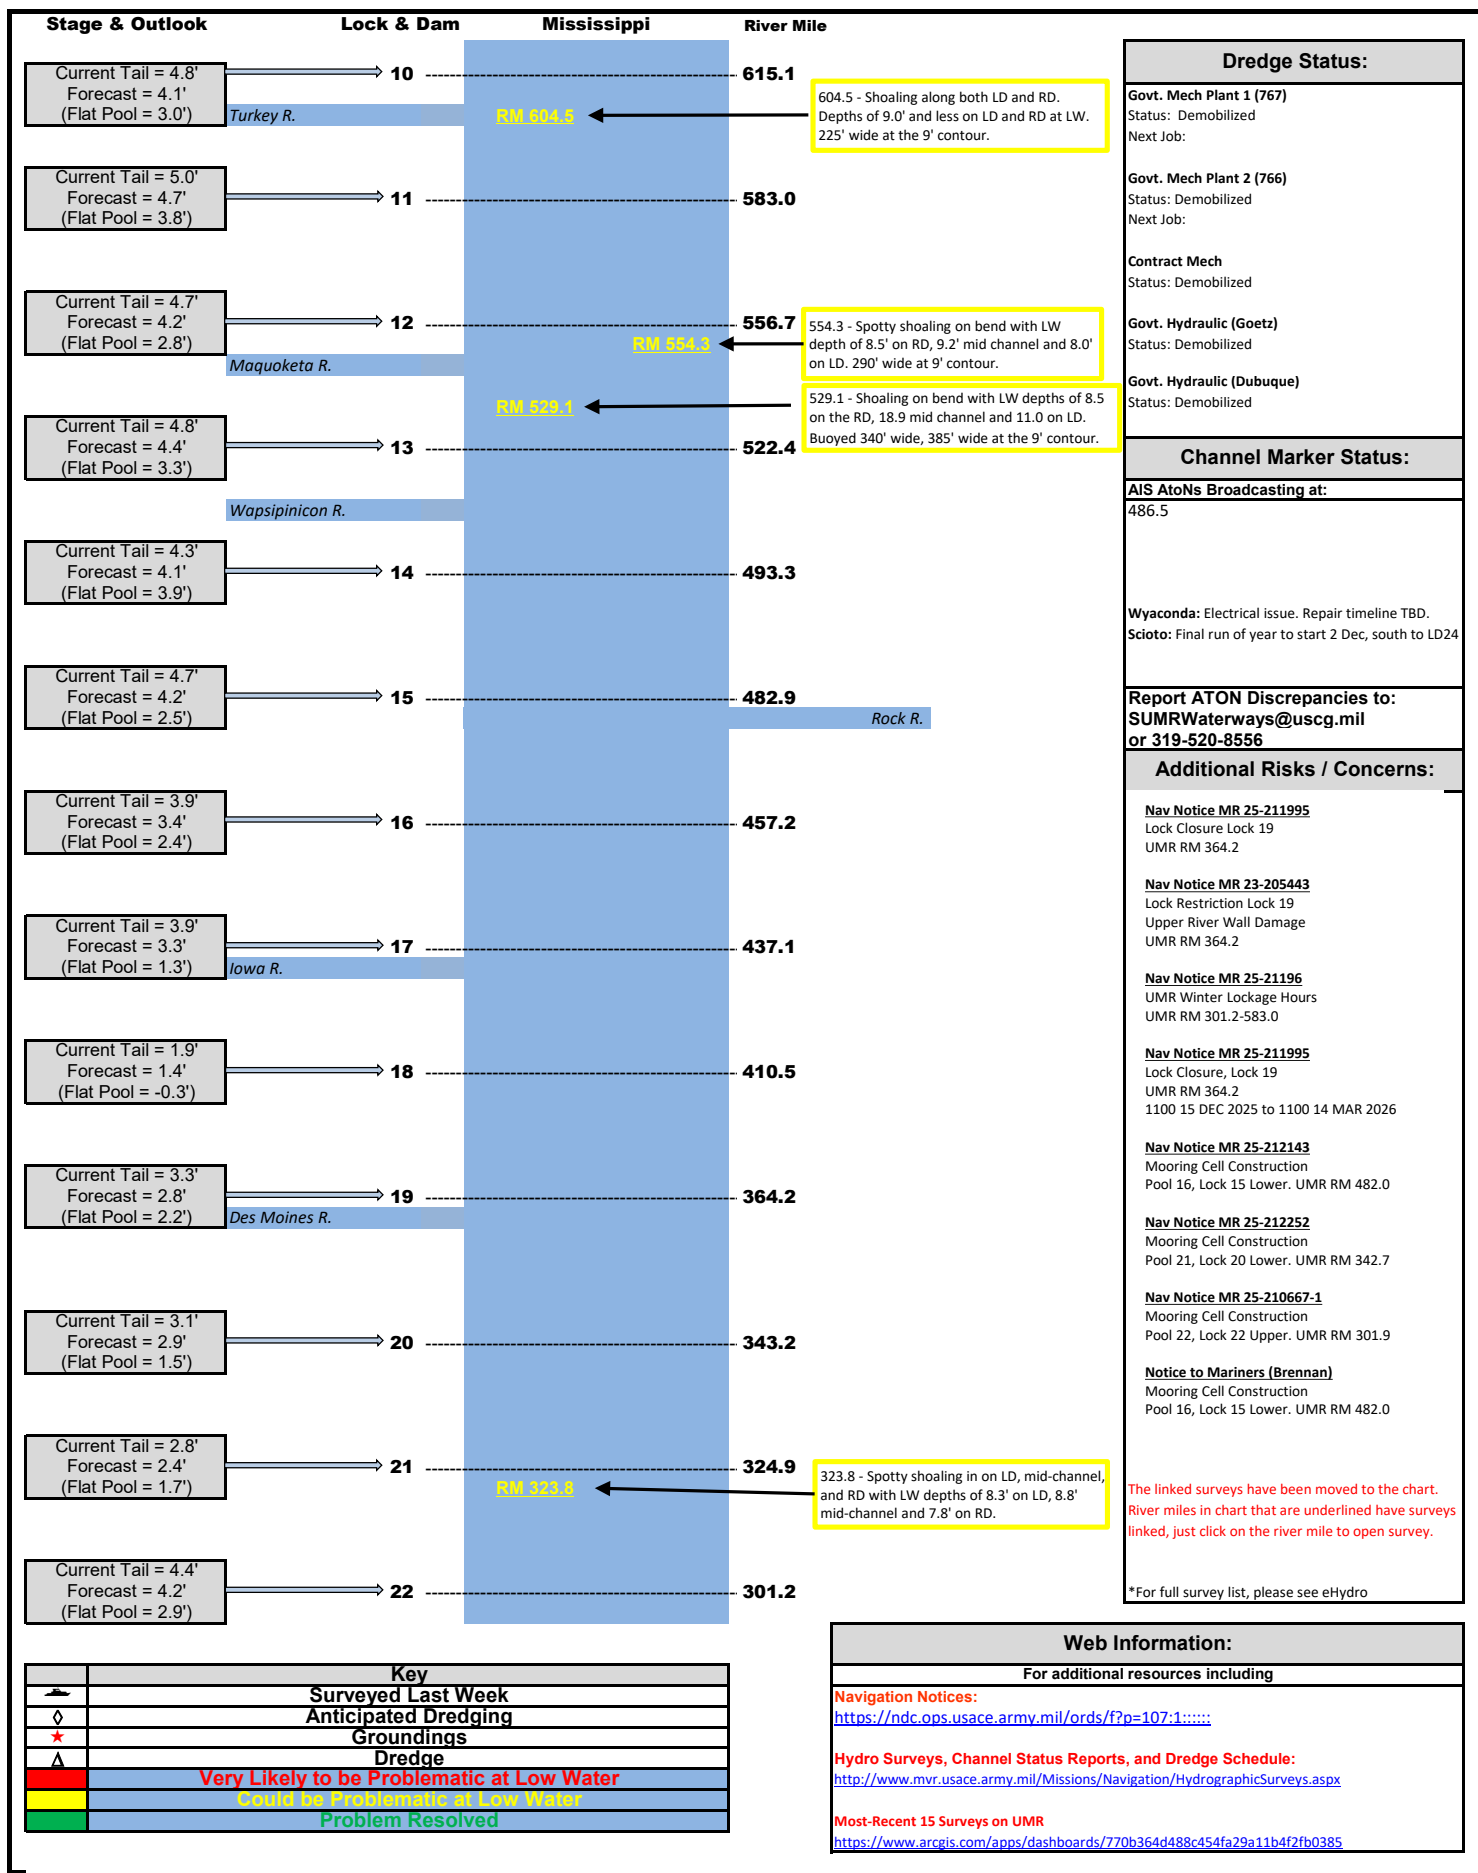 Stage & Outlook
Lock & Dam
Mississippi
River Mile
Current Tail = 4.8'
Forecast = 4.1'
(Flat Pool = 3.0')
10
615.1
Turkey R.
RM 604.5
604.5 - Shoaling along both LD and RD.
Depths of 9.0' and less on LD and RD at LW.
225' wide at the 9' contour.
Current Tail = 5.0'
Forecast = 4.7'
(Flat Pool = 3.8')
11
583.0
Current Tail = 4.7'
Forecast = 4.2'
(Flat Pool = 2.8')
12
556.7
RM 554.3
554.3 - Spotty shoaling on bend with LW
depth of 8.5' on RD, 9.2' mid channel and 8.0'
on LD. 290' wide at 9' contour.
Maquoketa R.
RM 529.1
529.1 - Shoaling on bend with LW depths of 8.5
on the RD, 18.9 mid channel and 11.0 on LD.
Buoyed 340' wide, 385' wide at the 9' contour.
Current Tail = 4.8'
Forecast = 4.4'
(Flat Pool = 3.3')
13
522.4
Wapsipinicon R.
Current Tail = 4.3'
Forecast = 4.1'
(Flat Pool = 3.9')
14
493.3
Current Tail = 4.7'
Forecast = 4.2'
(Flat Pool = 2.5')
15
482.9
Rock R.
Current Tail = 3.9'
Forecast = 3.4'
(Flat Pool = 2.4')
16
457.2
Current Tail = 3.9'
Forecast = 3.3'
(Flat Pool = 1.3')
17
437.1
Iowa R.
Current Tail = 1.9'
Forecast = 1.4'
(Flat Pool = -0.3')
18
410.5
Current Tail = 3.3'
Forecast = 2.8'
(Flat Pool = 2.2')
19
364.2
Des Moines R.
Current Tail = 3.1'
Forecast = 2.9'
(Flat Pool = 1.5')
20
343.2
Current Tail = 2.8'
Forecast = 2.4'
(Flat Pool = 1.7')
21
324.9
RM 323.8
323.8 - Spotty shoaling in on LD, mid-channel,
and RD with LW depths of 8.3' on LD, 8.8'
mid-channel and 7.8' on RD.
Current Tail = 4.4'
Forecast = 4.2'
(Flat Pool = 2.9')
22
301.2
Dredge Status:
Govt. Mech Plant 1 (767)
Status: Demobilized
Next Job:
Govt. Mech Plant 2 (766)
Status: Demobilized
Next Job:
Contract Mech
Status: Demobilized
Govt. Hydraulic (Goetz)
Status: Demobilized
Govt. Hydraulic (Dubuque)
Status: Demobilized
Channel Marker Status:
AIS AtoNs Broadcasting at:
486.5
Wyaconda: Electrical issue. Repair timeline TBD.
Scioto: Final run of year to start 2 Dec, south to LD24
Report ATON Discrepancies to:
SUMRWaterways@uscg.mil
or 319-520-8556
Additional Risks / Concerns:
Nav Notice MR 25-211995
Lock Closure Lock 19
UMR RM 364.2
Nav Notice MR 23-205443
Lock Restriction Lock 19
Upper River Wall Damage
UMR RM 364.2
Nav Notice MR 25-21196
UMR Winter Lockage Hours
UMR RM 301.2-583.0
Nav Notice MR 25-211995
Lock Closure, Lock 19
UMR RM 364.2
1100 15 DEC 2025 to 1100 14 MAR 2026
Nav Notice MR 25-212143
Mooring Cell Construction
Pool 16, Lock 15 Lower. UMR RM 482.0
Nav Notice MR 25-212252
Mooring Cell Construction
Pool 21, Lock 20 Lower. UMR RM 342.7
Nav Notice MR 25-210667-1
Mooring Cell Construction
Pool 22, Lock 22 Upper. UMR RM 301.9
Notice to Mariners (Brennan)
Mooring Cell Construction
Pool 16, Lock 15 Lower. UMR RM 482.0
The linked surveys have been moved to the chart.
River miles in chart that are underlined have surveys
linked, just click on the river mile to open survey.
*For full survey list, please see eHydro
Key
Surveyed Last Week
Anticipated Dredging
Groundings
Dredge
Very Likely to be Problematic at Low Water
Could be Problematic at Low Water
Problem Resolved
Web Information:
For additional resources including
Navigation Notices:
https://ndc.ops.usace.army.mil/ords/f?p=107:1::::::
Hydro Surveys, Channel Status Reports, and Dredge Schedule:
http://www.mvr.usace.army.mil/Missions/Navigation/HydrographicSurveys.aspx
Most-Recent 15 Surveys on UMR
https://www.arcgis.com/apps/dashboards/770b364d488c454fa29a11b4f2fb0385